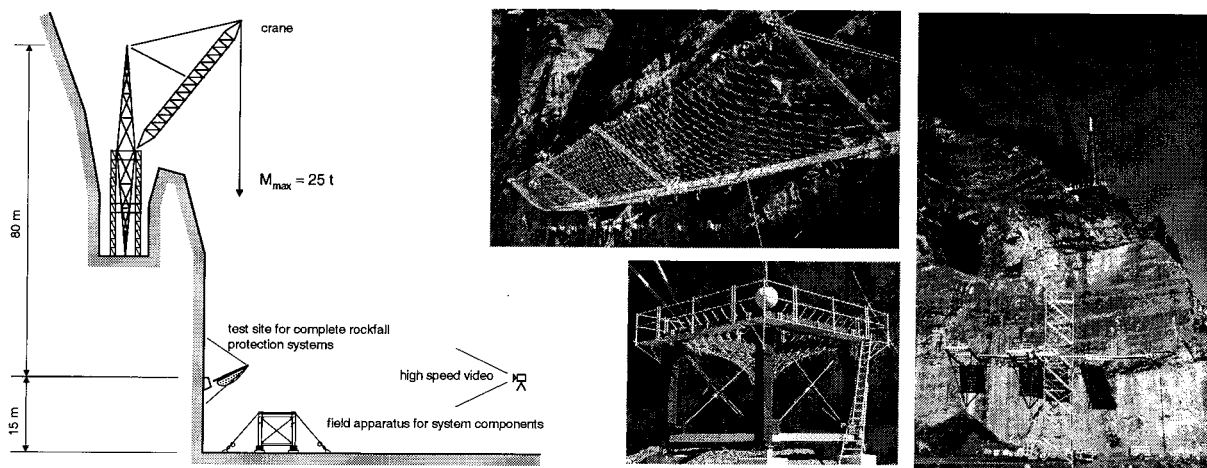 crane
M_max = 25 t
80 m
test site for complete rockfall
protection systems
high speed video
15 m
field apparatus for system components